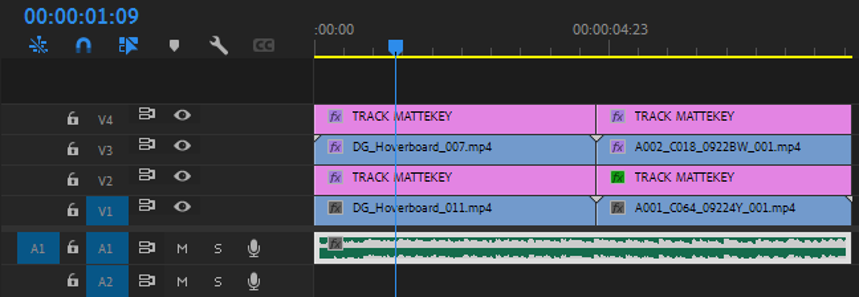 00:00:01:09
:00:00
00:00:04:23
CC
V4
fx TRACK MATTEKEY
fx TRACK MATTEKEY
V3
fx DG_Hoverboard_007.mp4
fx A002_C018_0922BW_001.mp4
V2
fx TRACK MATTEKEY
fx TRACK MATTEKEY
V1
fx DG_Hoverboard_011.mp4
fx A001_C064_09224Y_001.mp4
A1 A1 M S
fx
A2 M S